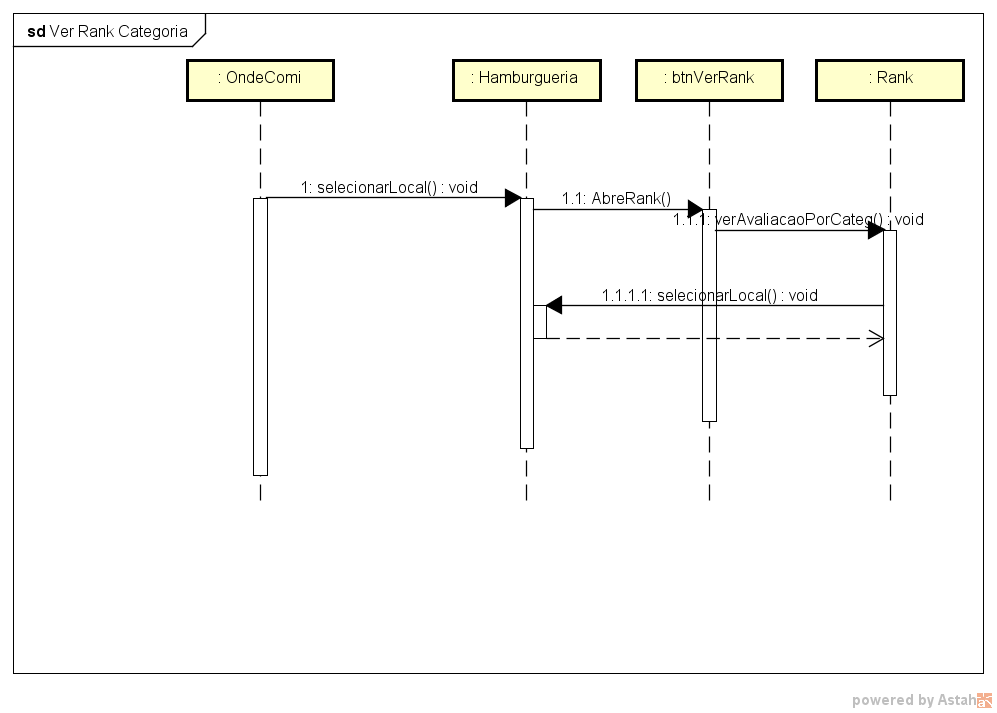 sd Ver Rank Categoria
: OndeComi
: Hamburgueria
: btnVerRank
: Rank
1: selecionarLocal() : void
1.1: AbreRank()
1.1.1: verAvaliacaoPorCateg() : void
1.1.1.1: selecionarLocal() : void
powered by Astah